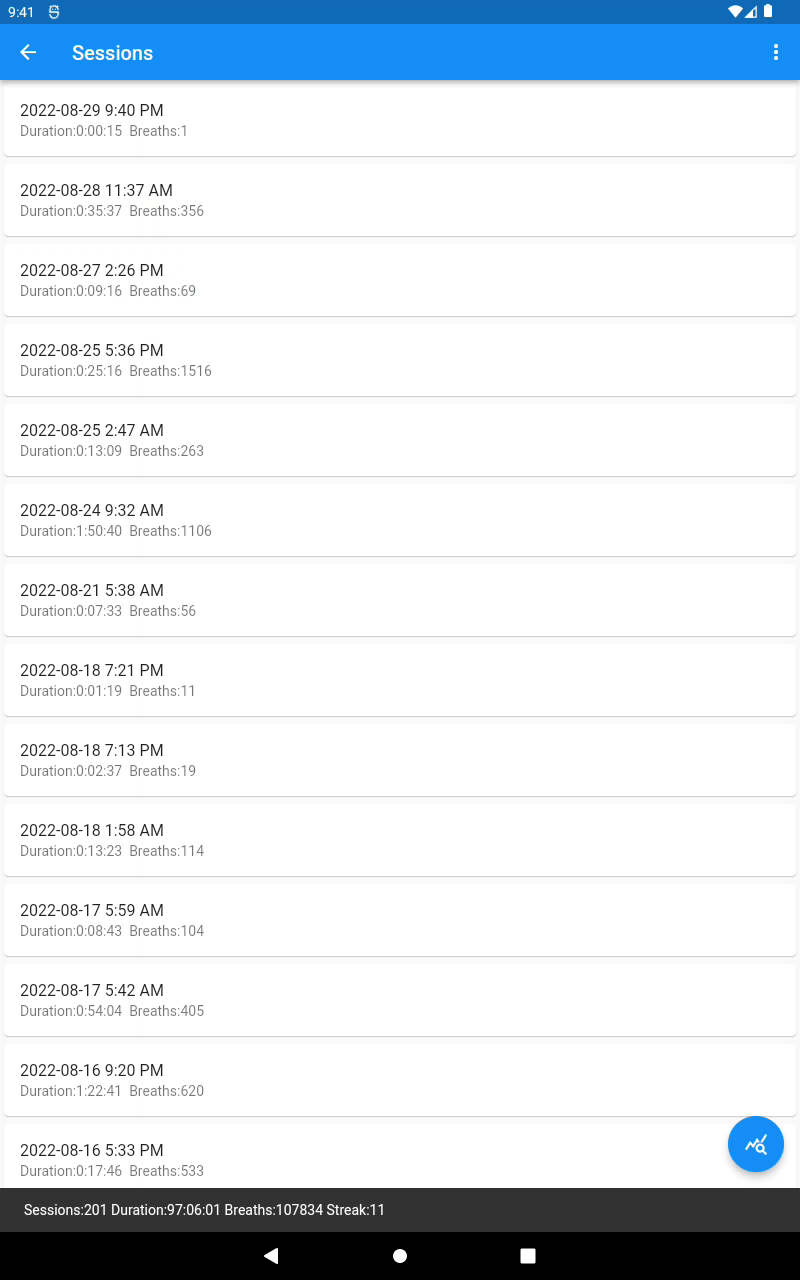 9:41
Sessions
2022-08-29 9:40 PM
Duration:0:00:15 Breaths:1
2022-08-28 11:37 AM
Duration:0:35:37 Breaths:356
2022-08-27 2:26 PM
Duration:0:09:16 Breaths:69
2022-08-25 5:36 PM
Duration:0:25:16 Breaths:1516
2022-08-25 2:47 AM
Duration:0:13:09 Breaths:263
2022-08-24 9:32 AM
Duration:1:50:40 Breaths:1106
2022-08-21 5:38 AM
Duration:0:07:33 Breaths:56
2022-08-18 7:21 PM
Duration:0:01:19 Breaths:11
2022-08-18 7:13 PM
Duration:0:02:37 Breaths:19
2022-08-18 1:58 AM
Duration:0:13:23 Breaths:114
2022-08-17 5:59 AM
Duration:0:08:43 Breaths:104
2022-08-17 5:42 AM
Duration:0:54:04 Breaths:405
2022-08-16 9:20 PM
Duration:1:22:41 Breaths:620
2022-08-16 5:33 PM
Duration:0:17:46 Breaths:533
Sessions:201 Duration:97:06:01 Breaths:107834 Streak:11